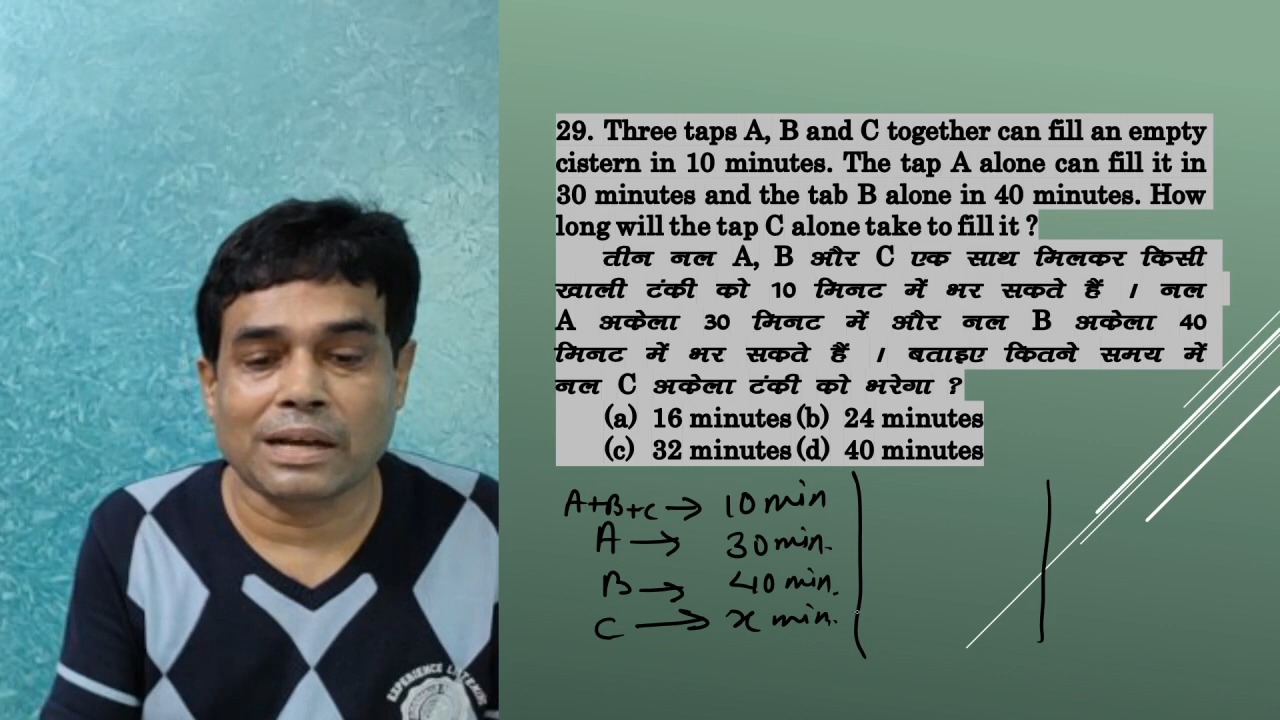 29. Three taps A, B and C together can fill an empty
cistern in 10 minutes. The tap A alone can fill it in
30 minutes and the tab B alone in 40 minutes. How
long will the tap C alone take to fill it ?
तीन नल A, B और C एक साथ मिलकर किसी
खाली टंकी को 10 मिनट में भर सकते हैं । नल
A अकेला 30 मिनट में और नल B अकेला 40
मिनट में भर सकते हैं । बताइए कितने समय में
नल C अकेला टंकी को भरेगा ?
(a) 16 minutes (b) 24 minutes
(c) 32 minutes (d) 40 minutes
A+B+C → 10 min
A → 30 min.
B → 40 min.
C → x min.
EXPERIENCE